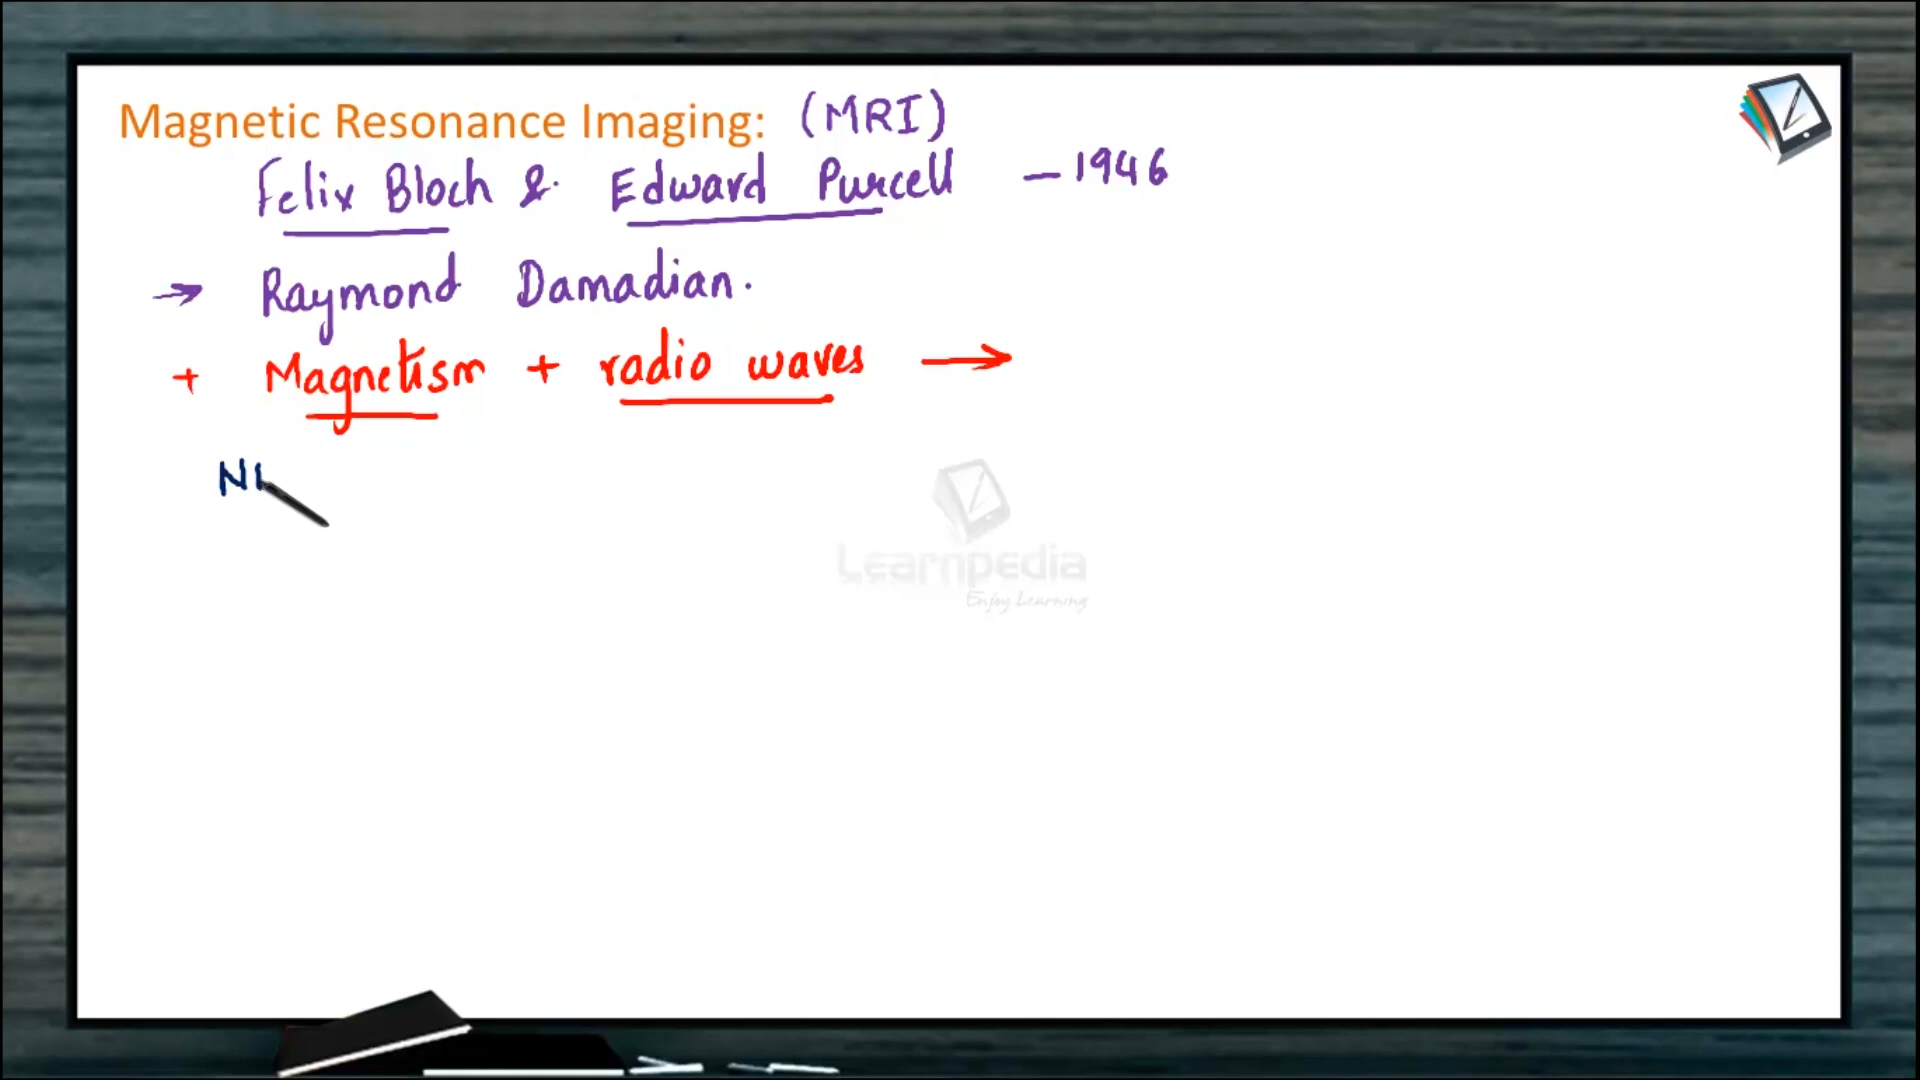 Magnetic Resonance Imaging: (MRI)
Felix Bloch & Edward Purcell – 1946
→ Raymond Damadian.
+ Magnetism + radio waves →
Learnpedia
Enjoy Learning